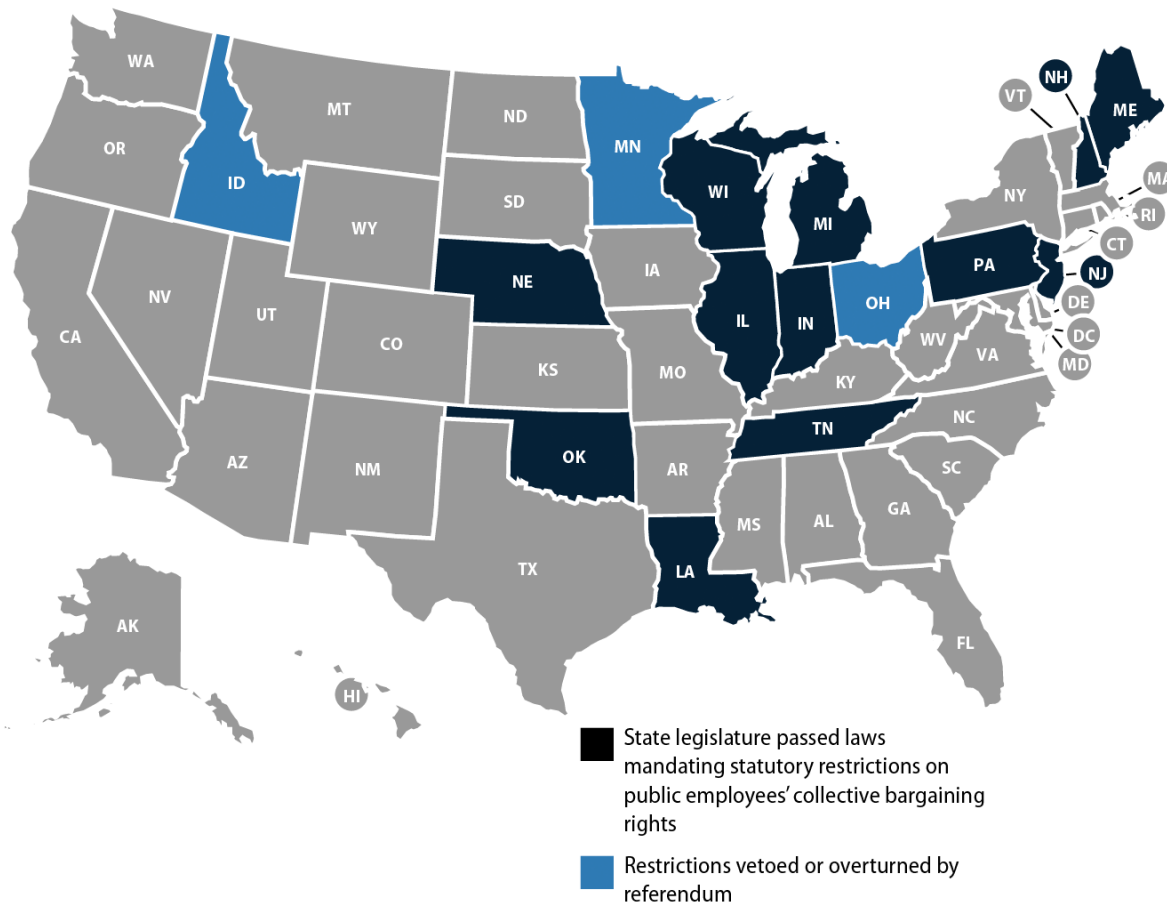 WA
OR
CA
ID
NV
MT
WY
UT
AZ
CO
NM
ND
SD
NE
KS
OK
TX
MN
IA
MO
AR
LA
WI
IL
MI
IN
OH
KY
TN
MS
AL
GA
FL
SC
NC
VA
WV
PA
NY
VT
NH
ME
MA
RI
CT
NJ
DE
DC
MD
AK
HI
State legislature passed laws
mandating statutory restrictions on
public employees’ collective bargaining
rights
Restrictions vetoed or overturned by
referendum